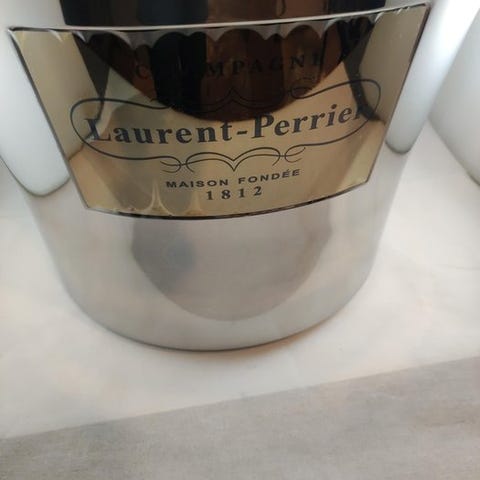 CHAMPAGNE
Laurent-Perrier
MAISON FONDÉE
1812